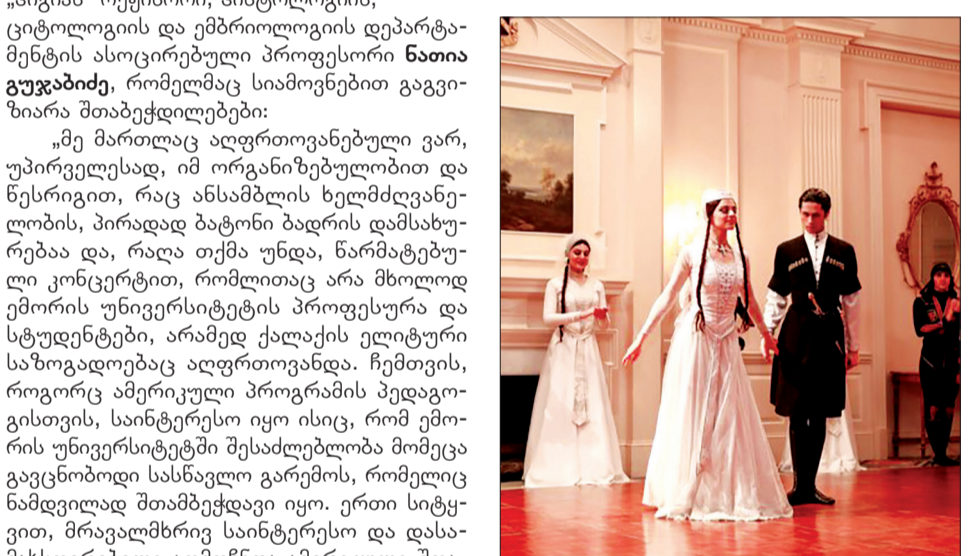 ციტოლოგიის და ემბრიოლოგიის დეპარტა-
მენტის ასოცირებული პროფესორი ნათია
გუჯაბიძე, რომელმაც სიამოვნებით გაგვი-
ზიარა შთაბეჭდილებები:
„მე მართლაც აღფრთოვანებული ვარ,
უპირველესად, იმ ორგანიზებულობით და
წესრიგით, რაც ანსამბლის ხელმძღვანე-
ლობის, პირადად ბატონი ბადრის დამსახუ-
რებაა და, რაღა თქმა უნდა, წარმატებუ-
ლი კონცერტით, რომლითაც არა მხოლოდ
ემორის უნივერსიტეტის პროფესურა და
სტუდენტები, არამედ ქალაქის ელიტური
საზოგადოებაც აღფრთოვანდა. ჩემთვის,
როგორც ამერიკული პროგრამის პედაგო-
გისთვის, საინტერესო იყო ისიც, რომ ემო-
რის უნივერსიტეტში შესაძლებლობა მომეცა
გავცნობოდი სასწავლო გარემოს, რომელიც
ნამდვილად შთამბეჭდავი იყო. ერთი სიტყ-
ვით, მრავალმხრივ საინტერესო და დასა-